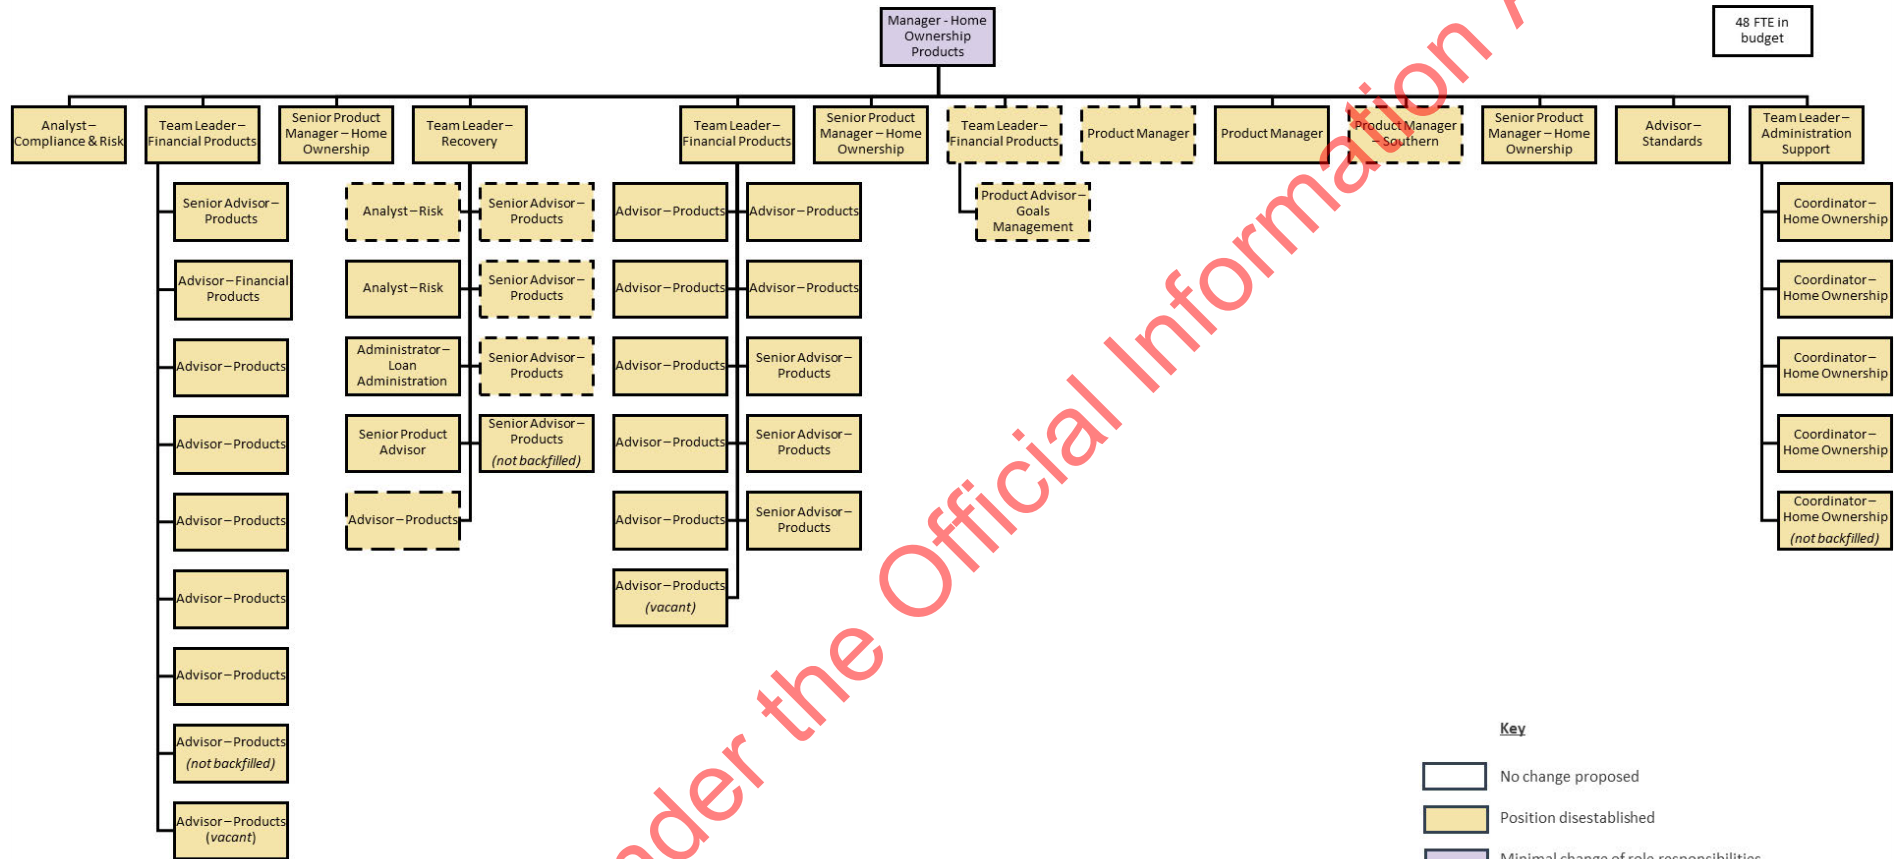 Manager - Home
Ownership
Products
48 FTE in
budget
Analyst –
Compliance & Risk
Team Leader –
Financial Products
Senior Product
Manager – Home
Ownership
Team Leader –
Recovery
Team Leader –
Financial Products
Senior Product
Manager – Home
Ownership
Team Leader –
Financial Products
Product Manager
Product Manager
Product Manager
– Southern
Senior Product
Manager – Home
Ownership
Advisor –
Standards
Team Leader –
Administration
Support
Senior Advisor –
Products
Advisor – Financial
Products
Advisor – Products
Advisor – Products
Advisor – Products
Advisor – Products
Advisor – Products
Advisor – Products
(not backfilled)
Advisor – Products
(vacant)
Analyst – Risk
Analyst – Risk
Administrator –
Loan
Administration
Senior Product
Advisor
Advisor – Products
Senior Advisor –
Products
Senior Advisor –
Products
Senior Advisor –
Products
Senior Advisor –
Products
(not backfilled)
Advisor – Products
Advisor – Products
Advisor – Products
Advisor – Products
Advisor – Products
Advisor – Products
(vacant)
Advisor – Products
Advisor – Products
Senior Advisor –
Products
Senior Advisor –
Products
Senior Advisor –
Products
Product Advisor –
Goals
Management
Coordinator –
Home Ownership
Coordinator –
Home Ownership
Coordinator –
Home Ownership
Coordinator –
Home Ownership
Coordinator –
Home Ownership
(not backfilled)
Key
No change proposed
Position disestablished
Minimal change of role responsibilities
the Official Information